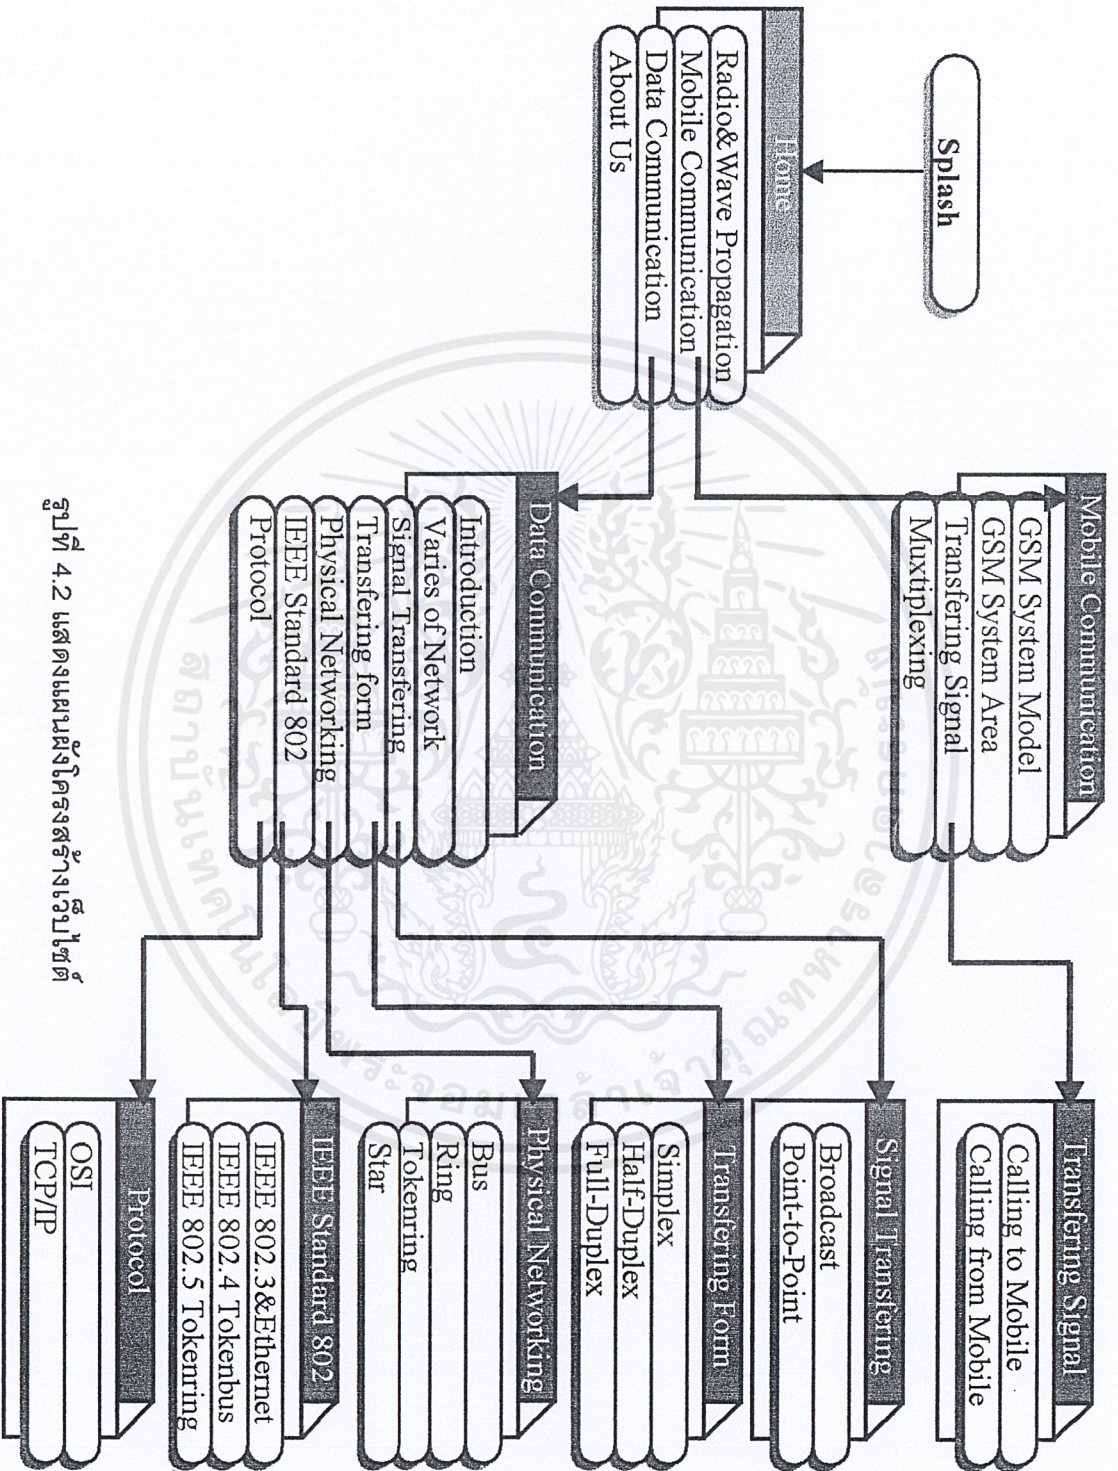 Splash
Home
Radio&Wave Propagation
Mobile Communication
Data Communication
About Us
Mobile Communication
GSM System Model
GSM System Area
Transfering Signal
Muxtiplexing
Data Communication
Introduction
Varies of Network
Signal Transfering
Transfering form
Physical Networking
IEEE Standard 802
Protocol
Transfering Signal
Calling to Mobile
Calling from Mobile
Signal Transfering
Broadcast
Point-to-Point
Transfering Form
Simplex
Half-Duplex
Full-Duplex
Physical Networking
Bus
Ring
Tokenring
Star
IEEE Standard 802
IEEE 802.3&Ethernet
IEEE 802.4 Tokenbus
IEEE 802.5 Tokenring
Protocol
OSI
TCP/IP
รูปที่ 4.2 แสดงแผนผังโครงสร้างเว็บไซต์